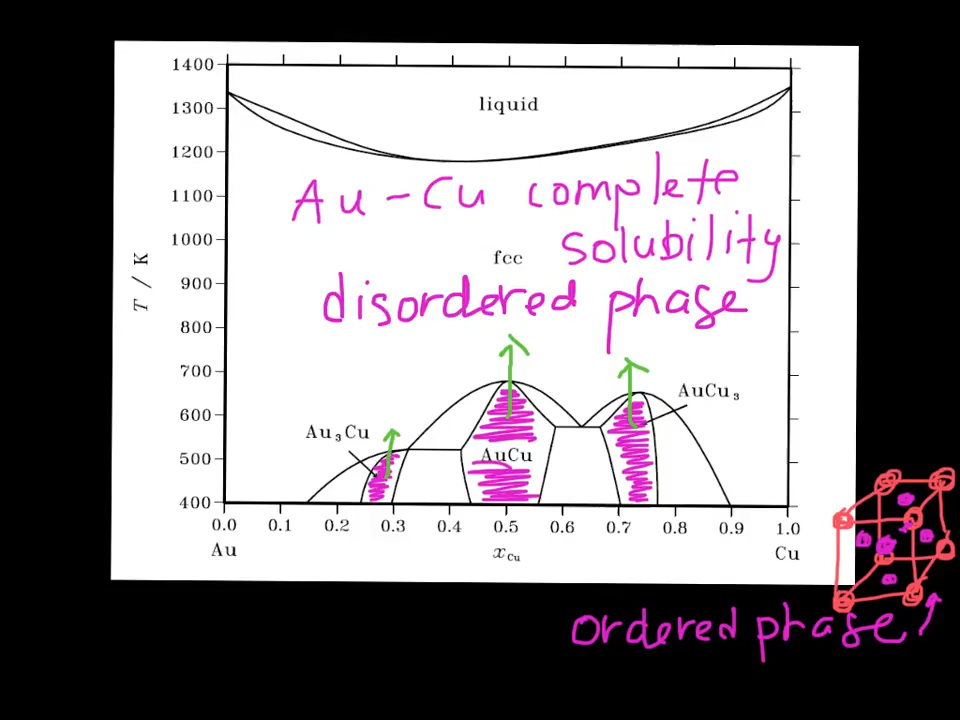 1400
1300
liquid
1200
1100
Au-Cu complete
solubility
1000
fcc
T / K
900
disordered phase
800
700
AuCu₃
600
Au₃Cu
500
AuCu
400
0.0 0.1 0.2 0.3 0.4 0.5 0.6 0.7 0.8 0.9 1.0
Au xCu Cu
ordered phase